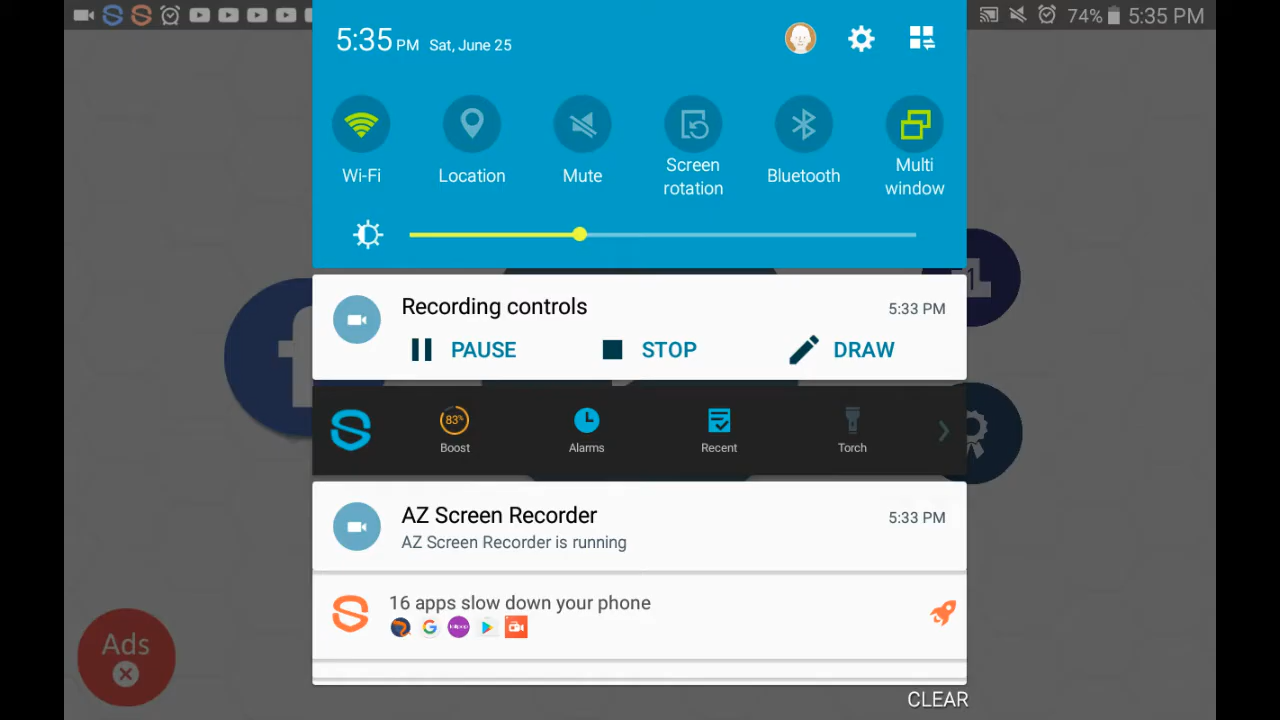 74% 5:35 PM
5:35 PM Sat, June 25
Wi-Fi
Location
Mute
Screen
rotation
Bluetooth
Multi
window
Recording controls
5:33 PM
PAUSE
STOP
DRAW
1
83%
Boost
Alarms
Recent
Torch
AZ Screen Recorder
5:33 PM
AZ Screen Recorder is running
16 apps slow down your phone
Ads
CLEAR